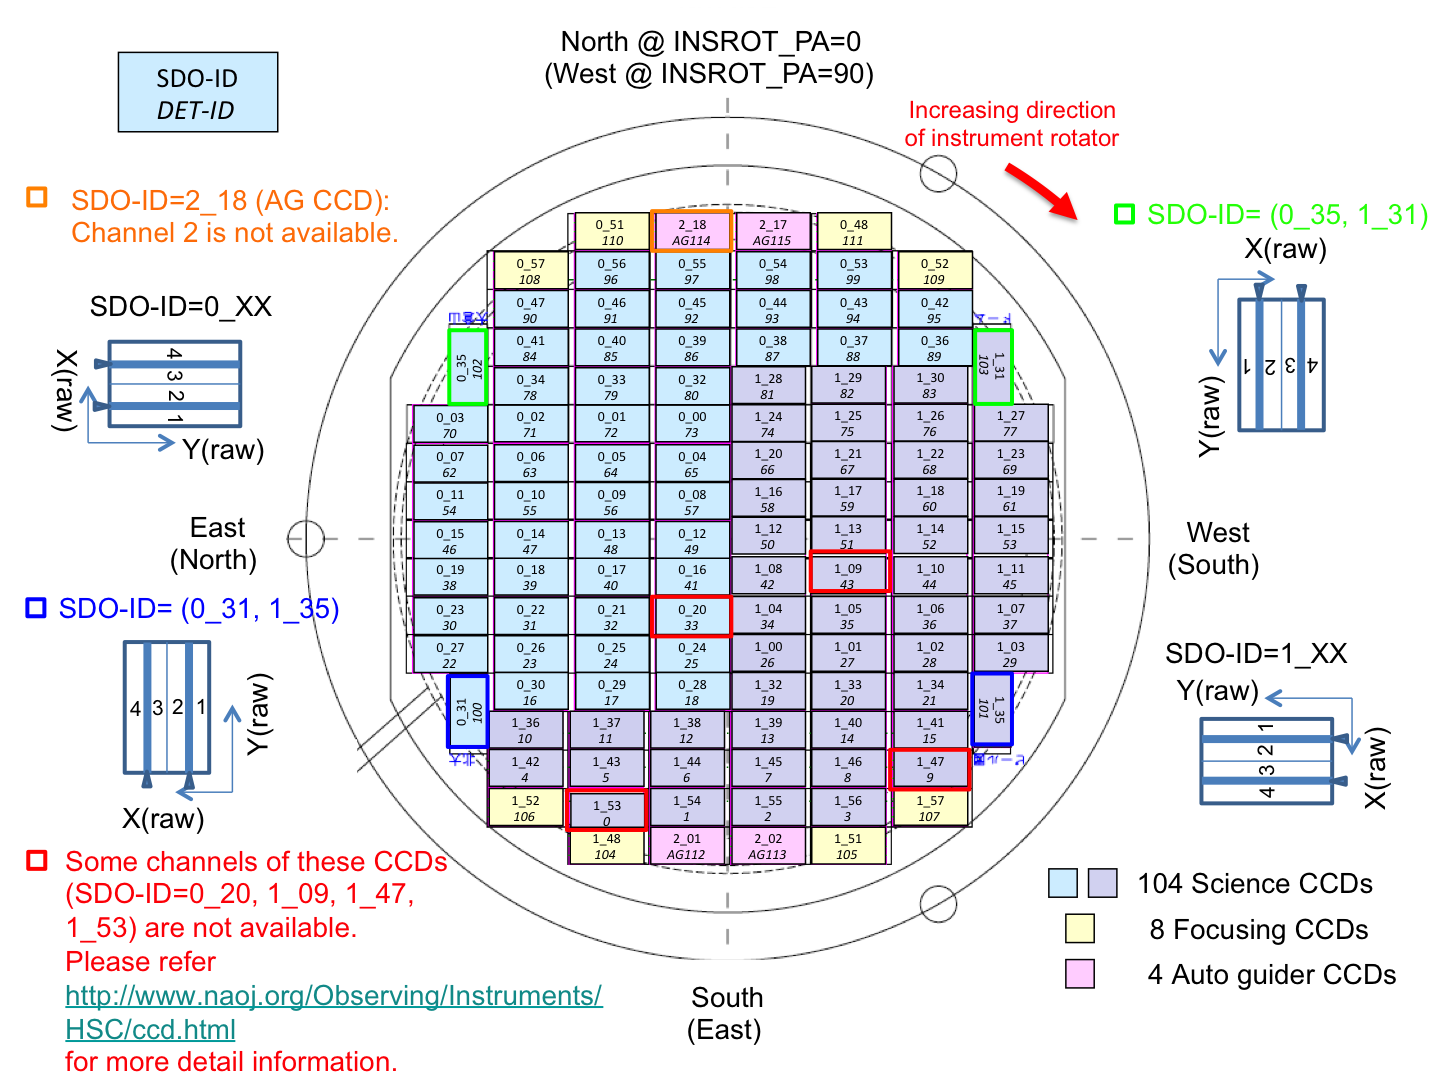 North @ INSROT_PA=0
(West @ INSROT_PA=90)
SDO-ID
DET-ID
Increasing direction
of instrument rotator
SDO-ID=2_18 (AG CCD):
Channel 2 is not available.
SDO-ID= (0_35, 1_31)
X(raw)
Y(raw)
1 2 3 4
SDO-ID=0_XX
X(raw)
4
3
2
1
Y(raw)
0_51 2_18 2_17 0_48
110 AG114 AG115 111
0_57 0_56 0_55 0_54 0_53 0_52
108 96 97 98 99 109
0_47 0_46 0_45 0_44 0_43 0_42
90 91 92 93 94 95
0_41 0_40 0_39 0_38 0_37 0_36
84 85 86 87 88 89
0_35 1_31
102 103
0_34 0_33 0_32 1_28 1_29 1_30
78 79 80 81 82 83
0_03 0_02 0_01 0_00 1_24 1_25 1_26 1_27
70 71 72 73 74 75 76 77
0_07 0_06 0_05 0_04 1_20 1_21 1_22 1_23
62 63 64 65 66 67 68 69
0_11 0_10 0_09 0_08 1_16 1_17 1_18 1_19
54 55 56 57 58 59 60 61
0_15 0_14 0_13 0_12 1_12 1_13 1_14 1_15
46 47 48 49 50 51 52 53
0_19 0_18 0_17 0_16 1_08 1_09 1_10 1_11
38 39 40 41 42 43 44 45
0_23 0_22 0_21 0_20 1_04 1_05 1_06 1_07
30 31 32 33 34 35 36 37
0_27 0_26 0_25 0_24 1_00 1_01 1_02 1_03
22 23 24 25 26 27 28 29
0_31 1_35
100 101
0_30 0_29 0_28 1_32 1_33 1_34
16 17 18 19 20 21
1_36 1_37 1_38 1_39 1_40 1_41
10 11 12 13 14 15
1_42 1_43 1_44 1_45 1_46 1_47
4 5 6 7 8 9
1_52 1_53 1_54 1_55 1_56 1_57
106 0 1 2 3 107
1_48 2_01 2_02 1_51
104 AG112 AG113 105
East
(North)
West
(South)
SDO-ID= (0_31, 1_35)
4 3 2 1
Y(raw)
X(raw)
SDO-ID=1_XX
Y(raw)
1
2
3
4
X(raw)
Some channels of these CCDs
(SDO-ID=0_20, 1_09, 1_47,
1_53) are not available.
Please refer
http://www.naoj.org/Observing/Instruments/
HSC/ccd.html
for more detail information.
South
(East)
104 Science CCDs
8 Focusing CCDs
4 Auto guider CCDs